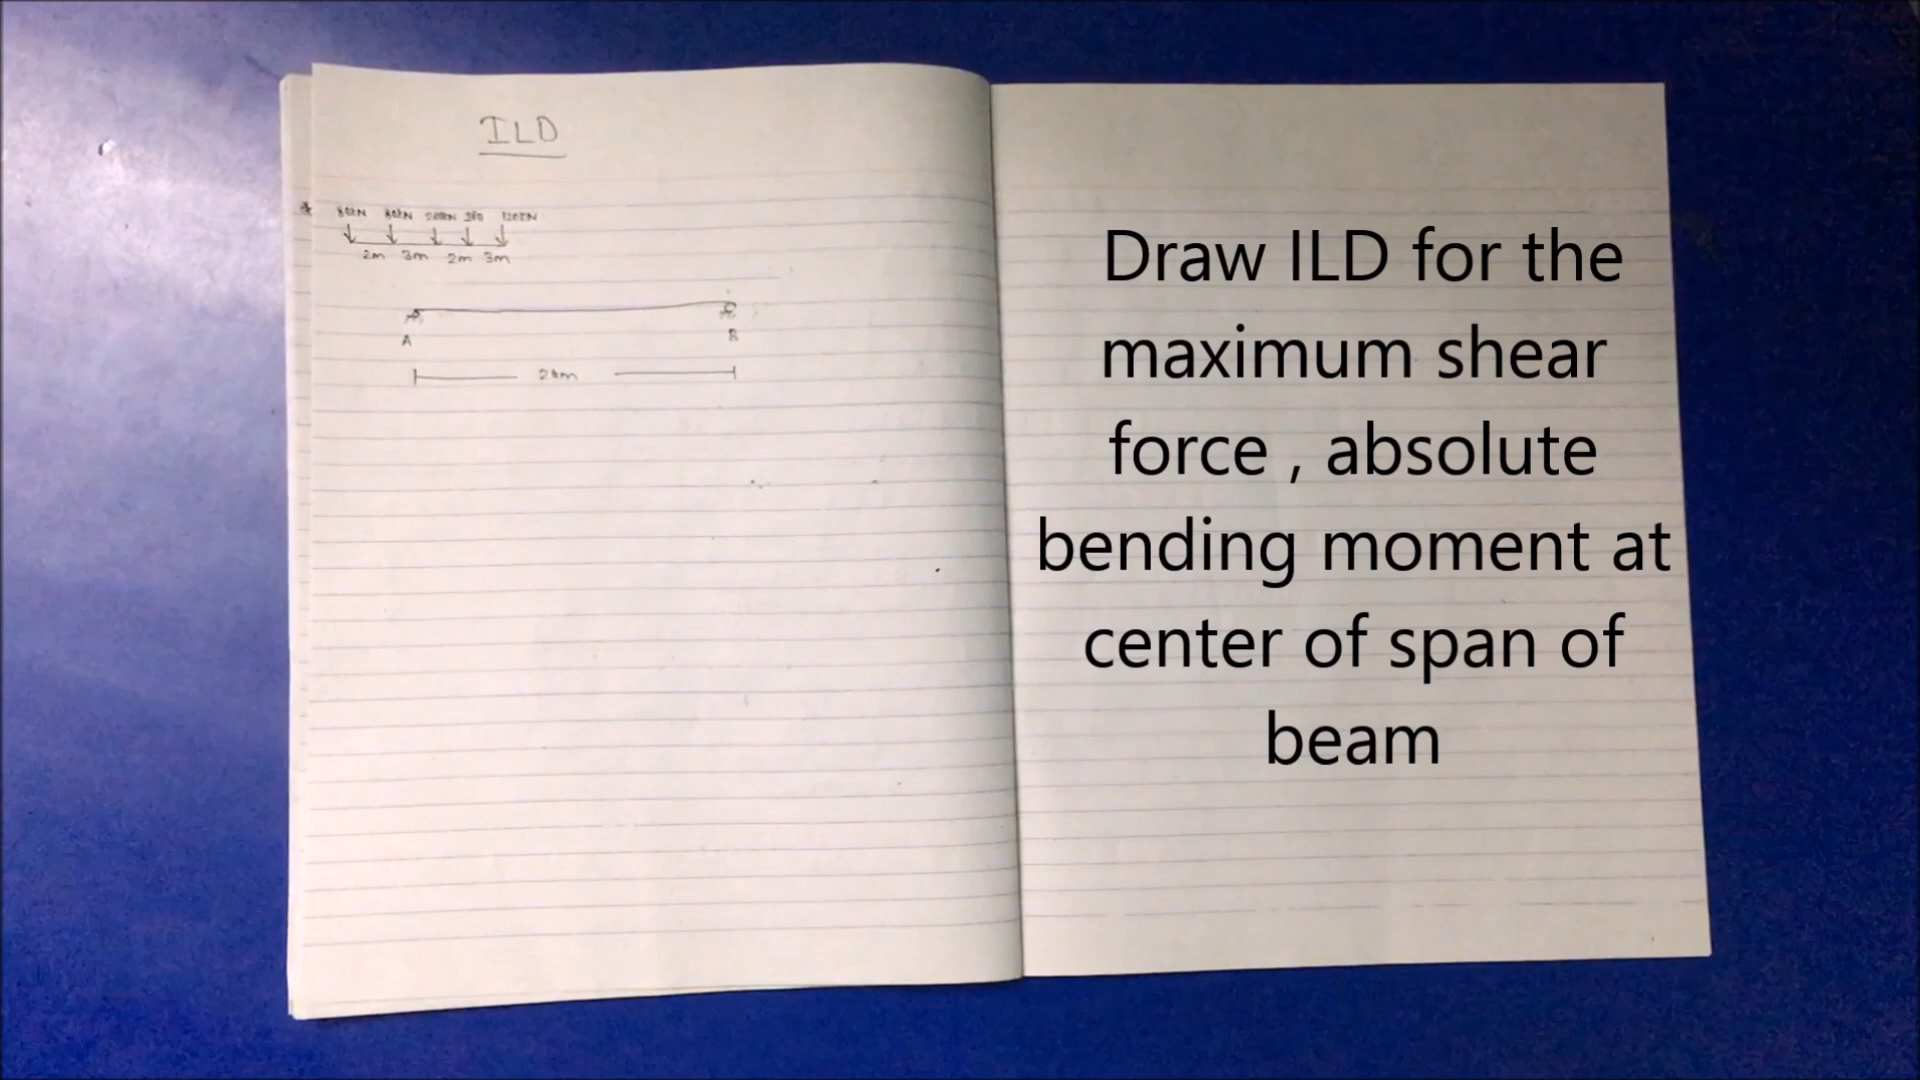 ILD
2m 3m 2m 3m
A B
Draw ILD for the
maximum shear
force , absolute
bending moment at
center of span of
beam